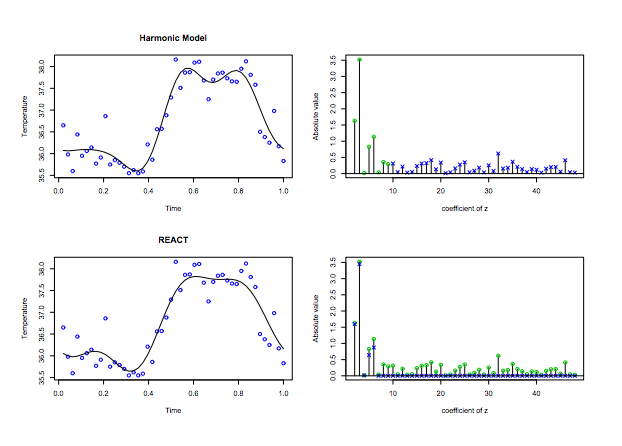 Harmonic Model
Temperature
35.5 36.0 36.5 37.0 37.5 38.0
0.0 0.2 0.4 0.6 0.8 1.0
Time
Absolute value
0.0 0.5 1.0 1.5 2.0 2.5 3.0 3.5
10 20 30 40
coefficient of z
REACT
Temperature
35.5 36.0 36.5 37.0 37.5 38.0
0.0 0.2 0.4 0.6 0.8 1.0
Time
Absolute value
0.0 0.5 1.0 1.5 2.0 2.5 3.0 3.5
10 20 30 40
coefficient of z